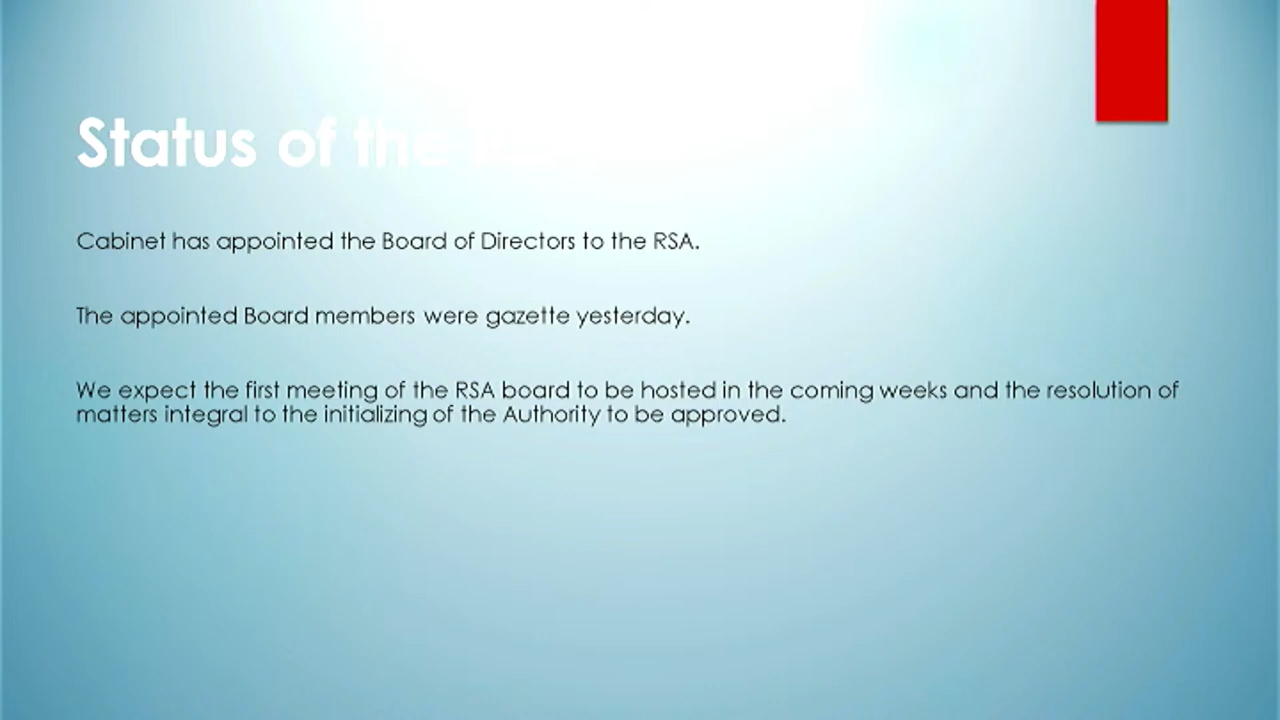 Status of the
Cabinet has appointed the Board of Directors to the RSA.
The appointed Board members were gazette yesterday.
We expect the first meeting of the RSA board to be hosted in the coming weeks and the resolution of
matters integral to the initializing of the Authority to be approved.